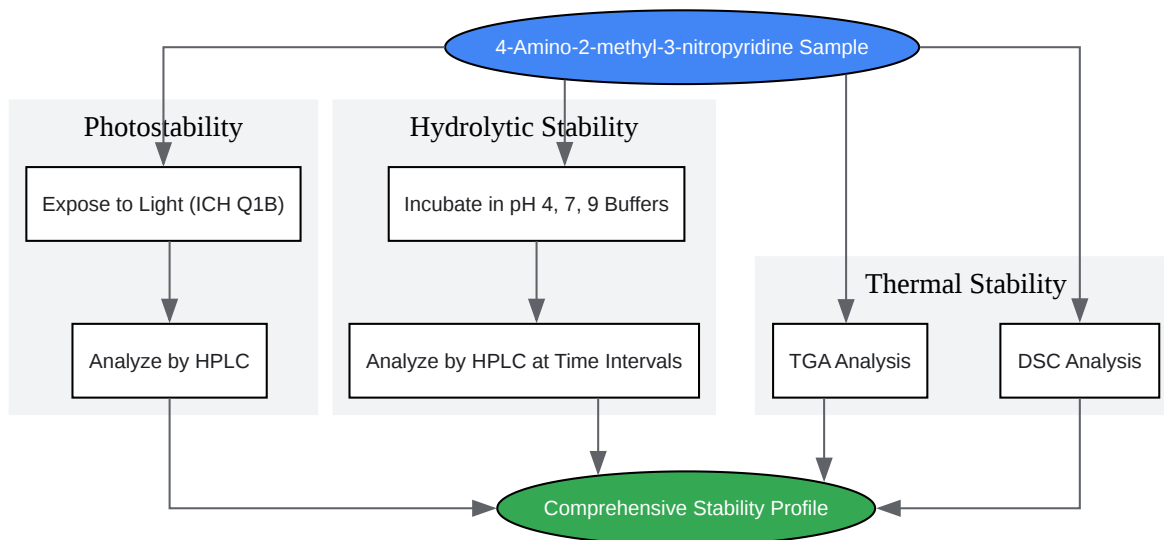 4-Amino-2-methyl-3-nitropyridine Sample
Photostability
Hydrolytic Stability
Expose to Light (ICH Q1B)
Incubate in pH 4, 7, 9 Buffers
Thermal Stability
Analyze by HPLC
Analyze by HPLC at Time Intervals
TGA Analysis
DSC Analysis
Comprehensive Stability Profile